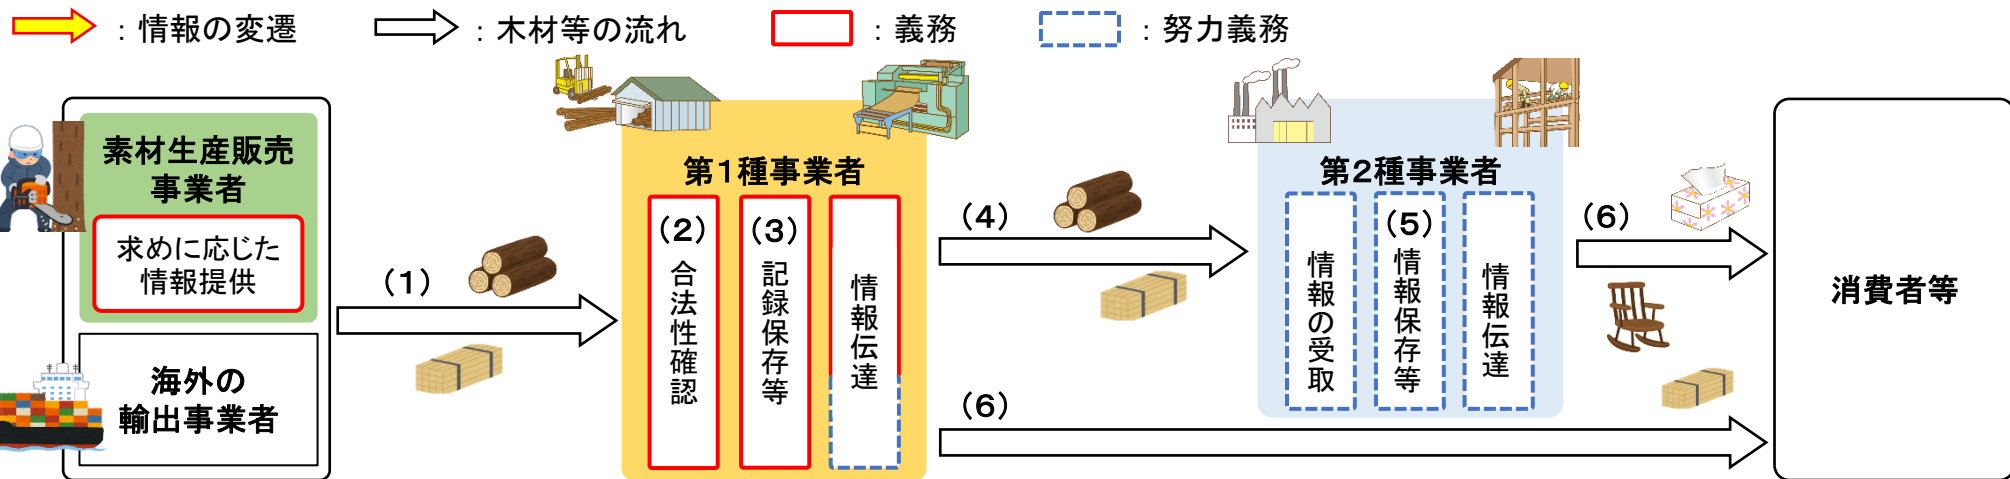 ：情報の変遷
：木材等の流れ
：義務
：努力義務
素材生産販売
事業者
求めに応じた
情報提供
海外の
輸出事業者
（１）
第１種事業者
（２）
合法性確認
（３）
記録保存等
情報伝達
（４）
（６）
第２種事業者
情報の受取
（５）
情報保存等
情報伝達
（６）
消費者等